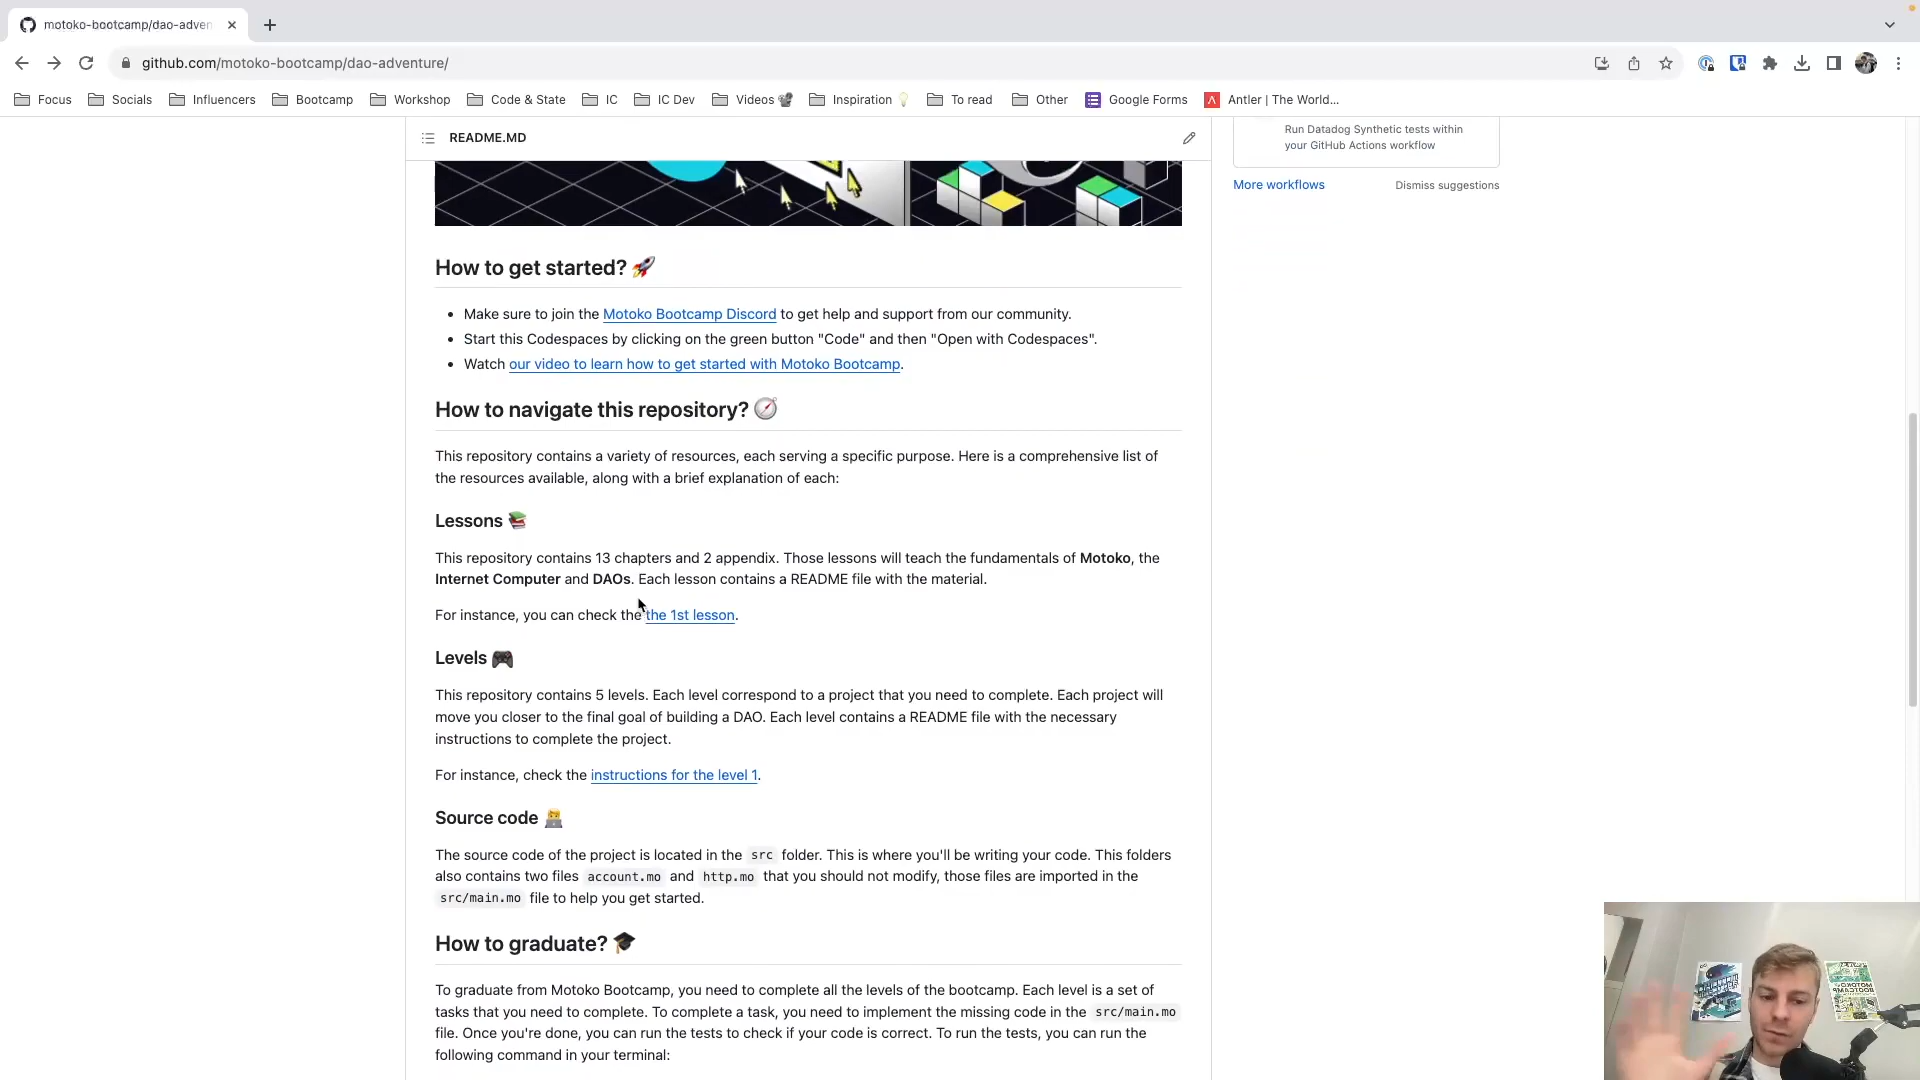 motoko-bootcamp/dao-adven
github.com/motoko-bootcamp/dao-adventure/
Focus Socials Influencers Bootcamp Workshop Code & State IC IC Dev Videos Inspiration To read Other Google Forms Antler | The World...
README.MD
Run Datadog Synthetic tests within
your GitHub Actions workflow
More workflows Dismiss suggestions
How to get started? 🚀
• Make sure to join the Motoko Bootcamp Discord to get help and support from our community.
• Start this Codespaces by clicking on the green button "Code" and then "Open with Codespaces".
• Watch our video to learn how to get started with Motoko Bootcamp.
How to navigate this repository? 🧭
This repository contains a variety of resources, each serving a specific purpose. Here is a comprehensive list of
the resources available, along with a brief explanation of each:
Lessons 📚
This repository contains 13 chapters and 2 appendix. Those lessons will teach the fundamentals of Motoko, the
Internet Computer and DAOs. Each lesson contains a README file with the material.
For instance, you can check the the 1st lesson.
Levels 🎮
This repository contains 5 levels. Each level correspond to a project that you need to complete. Each project will
move you closer to the final goal of building a DAO. Each level contains a README file with the necessary
instructions to complete the project.
For instance, check the instructions for the level 1.
Source code 🧑‍💻
The source code of the project is located in the src folder. This is where you'll be writing your code. This folders
also contains two files account.mo and http.mo that you should not modify, those files are imported in the
src/main.mo file to help you get started.
How to graduate? 🎓
To graduate from Motoko Bootcamp, you need to complete all the levels of the bootcamp. Each level is a set of
tasks that you need to complete. To complete a task, you need to implement the missing code in the src/main.mo
file. Once you're done, you can run the tests to check if your code is correct. To run the tests, you can run the
following command in your terminal: